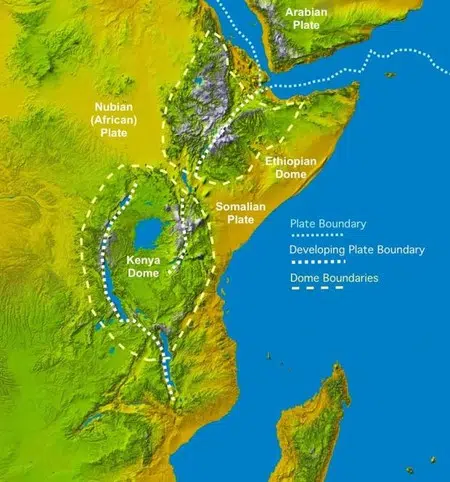 Arabian
Plate
Nubian
(African)
Plate
Ethiopian
Dome
Somalian
Plate
Kenya
Dome
Plate Boundary
Developing Plate Boundary
Dome Boundaries